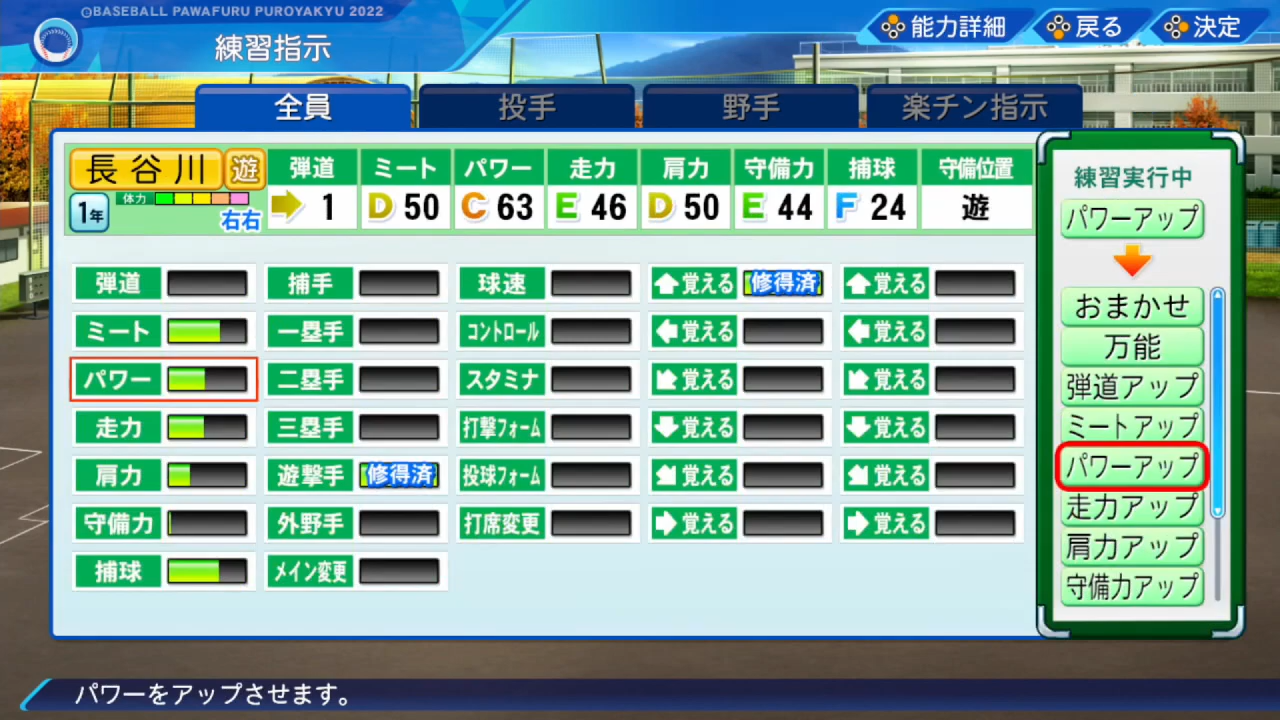 ©BASEBALL PAWAFURU PUROYAKYU 2022
練習指示
能力詳細 戻る 決定
全員 投手 野手 楽チン指示
長谷川 遊 弾道 ミート パワー 走力 肩力 守備力 捕球 守備位置
1年 体力 右右 1 D 50 C 63 E 46 D 50 E 44 F 24 遊
弾道 捕手 球速 覚える 修得済 覚える
ミート 一塁手 コントロール 覚える 覚える
パワー 二塁手 スタミナ 覚える 覚える
走力 三塁手 打撃フォーム 覚える 覚える
肩力 遊撃手 修得済 投球フォーム 覚える 覚える
守備力 外野手 打席変更 覚える 覚える
捕球 メイン変更
練習実行中
パワーアップ
おまかせ
万能
弾道アップ
ミートアップ
パワーアップ
走力アップ
肩力アップ
守備力アップ
パワーをアップさせます。